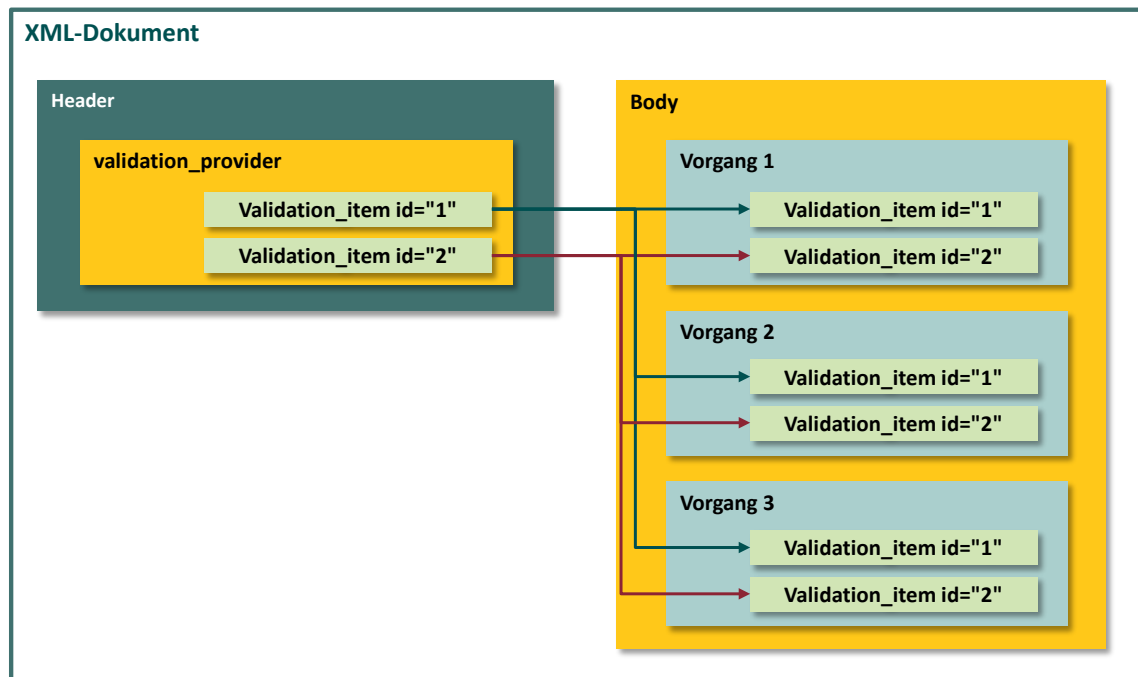 XML-Dokument
Header
validation_provider
Validation_item id="1"
Validation_item id="2"
Body
Vorgang 1
Validation_item id="1"
Validation_item id="2"
Vorgang 2
Validation_item id="1"
Validation_item id="2"
Vorgang 3
Validation_item id="1"
Validation_item id="2"